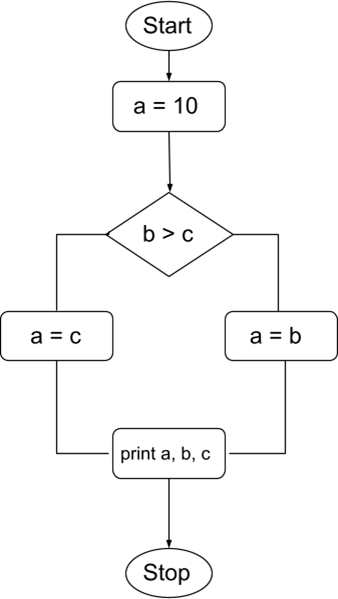 Start
a = 10
b > c
a = c
a = b
print a, b, c
Stop